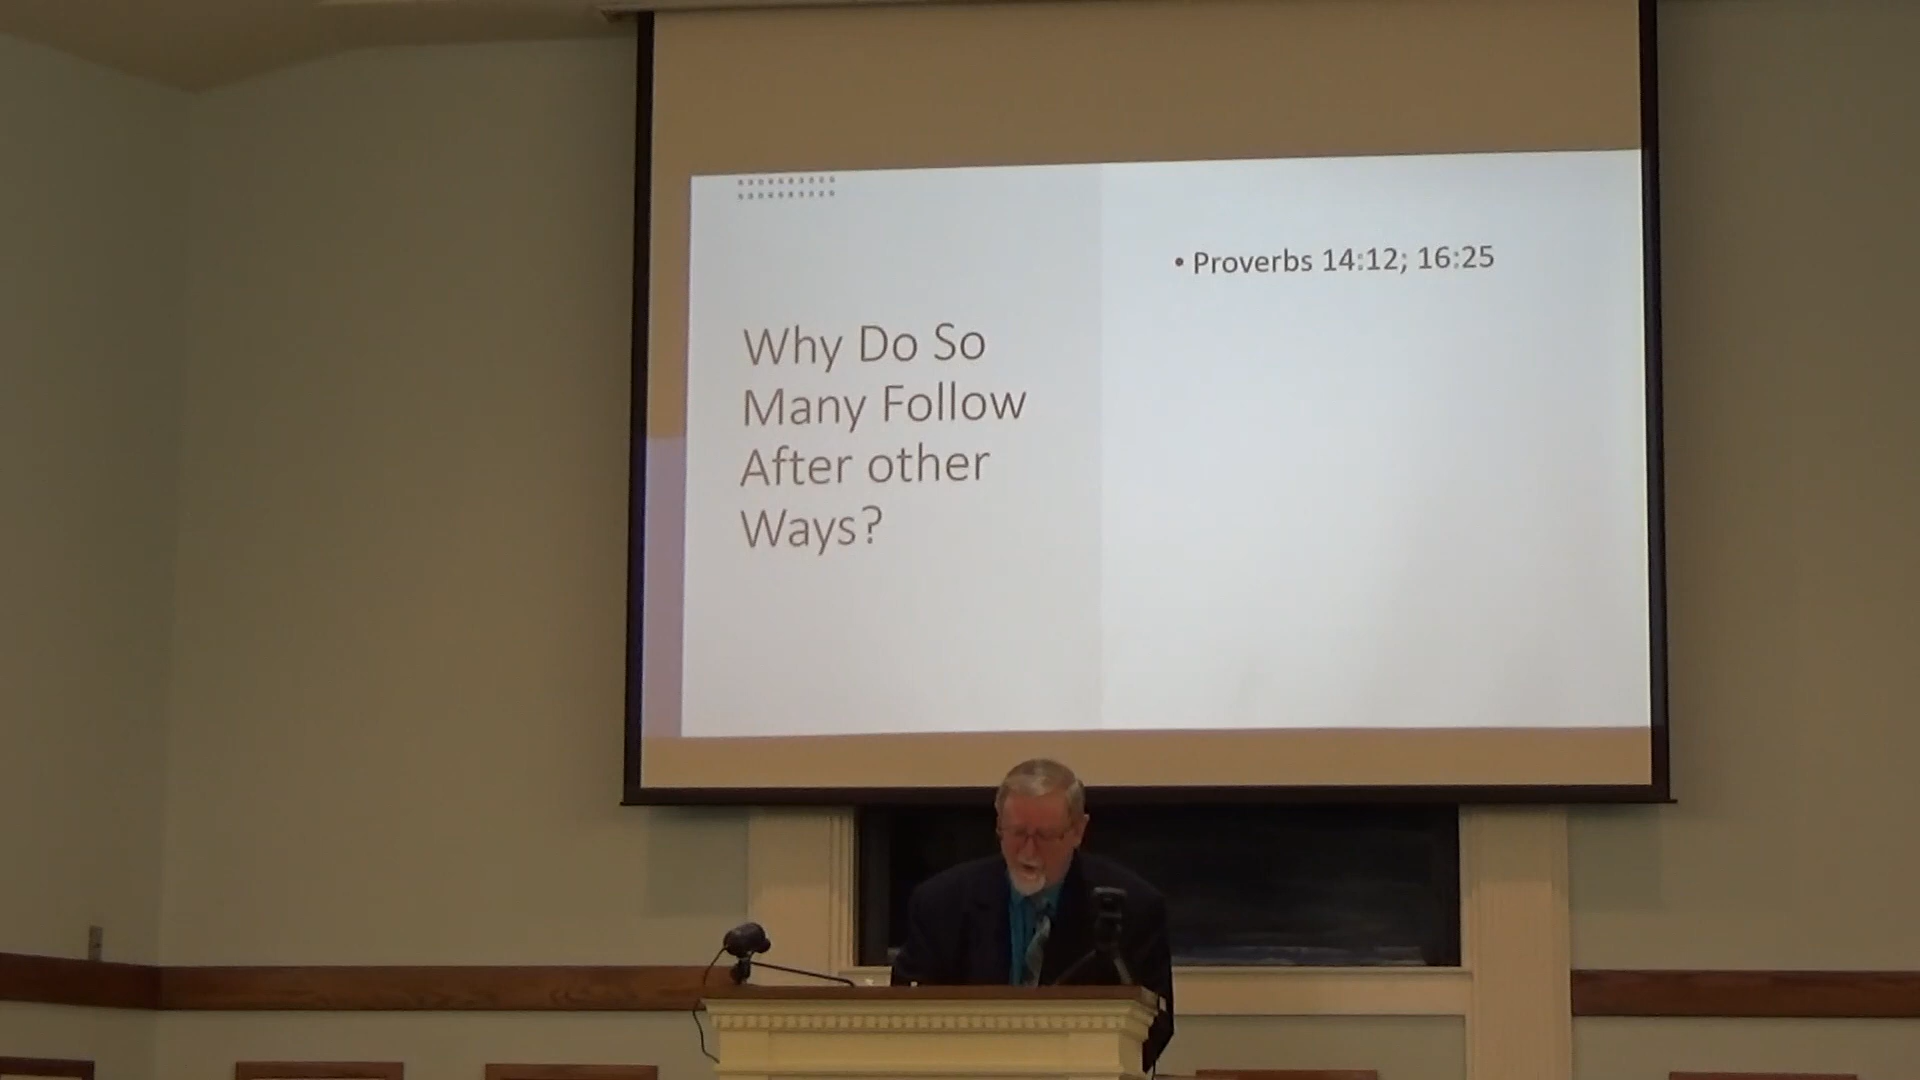 Why Do So
Many Follow
After other
Ways?
• Proverbs 14:12; 16:25